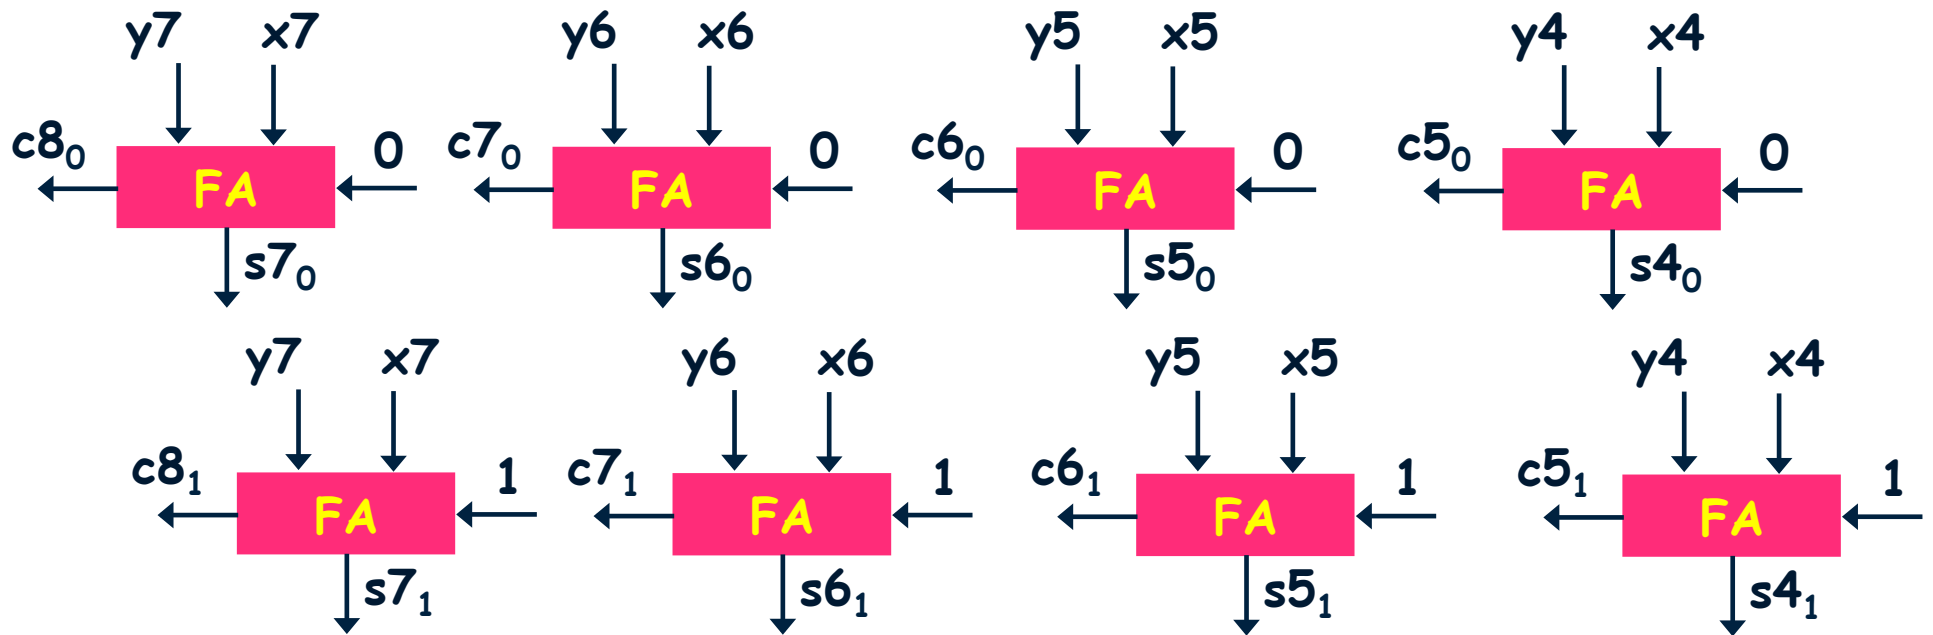 y7 x7 y6 x6 y5 x5 y4 x4
c8₀ 0 c7₀ 0 c6₀ 0 c5₀ 0
FA FA FA FA
s7₀ s6₀ s5₀ s4₀
y7 x7 y6 x6 y5 x5 y4 x4
c8₁ 1 c7₁ 1 c6₁ 1 c5₁ 1
FA FA FA FA
s7₁ s6₁ s5₁ s4₁